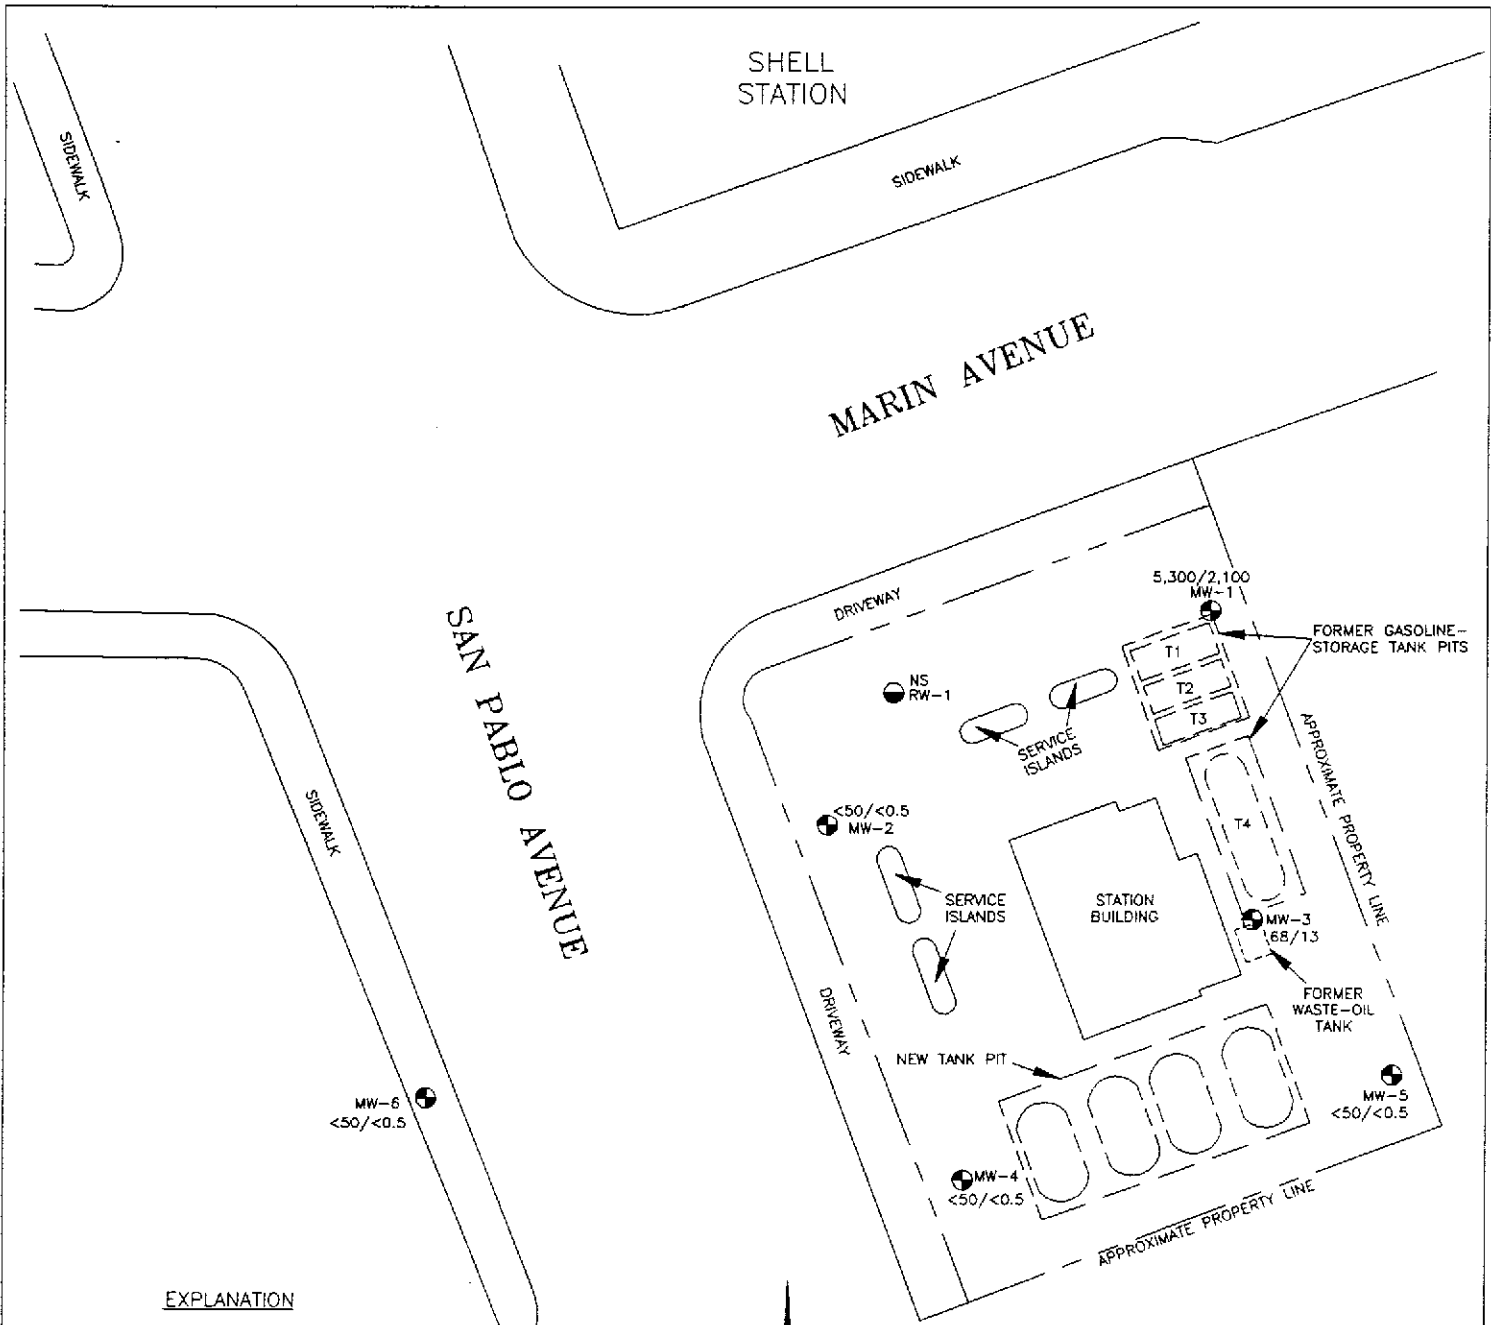 SHELL
STATION
SIDEWALK
SIDEWALK
MARIN AVENUE
5,300/2,100
MW-1
DRIVEWAY
FORMER GASOLINE-
STORAGE TANK PITS
T1
T2
T3
NS
RW-1
SERVICE
ISLANDS
SAN PABLO AVENUE
APPROXIMATE PROPERTY LINE
SIDEWALK
<50/<0.5
MW-2
T4
SERVICE
ISLANDS
STATION
BUILDING
MW-3
68/13
FORMER
WASTE-OIL
TANK
DRIVEWAY
NEW TANK PIT
MW-6
<50/<0.5
MW-5
<50/<0.5
MW-4
<50/<0.5
APPROXIMATE PROPERTY LINE
EXPLANATION